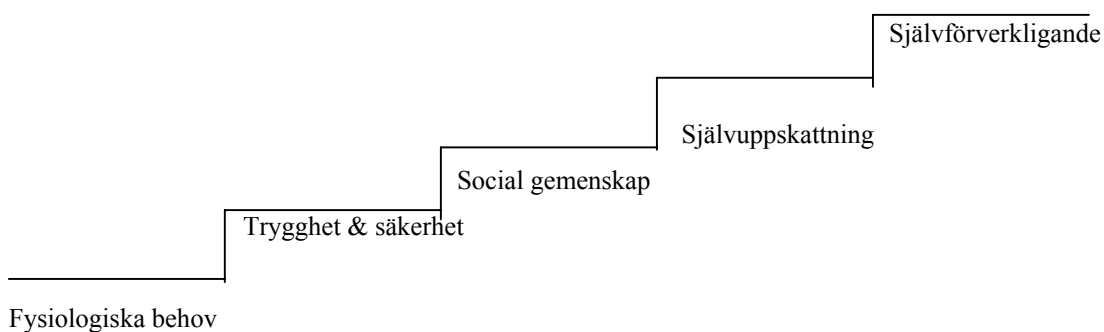 Självförverkligande
Självuppskattning
Social gemenskap
Trygghet & säkerhet
Fysiologiska behov